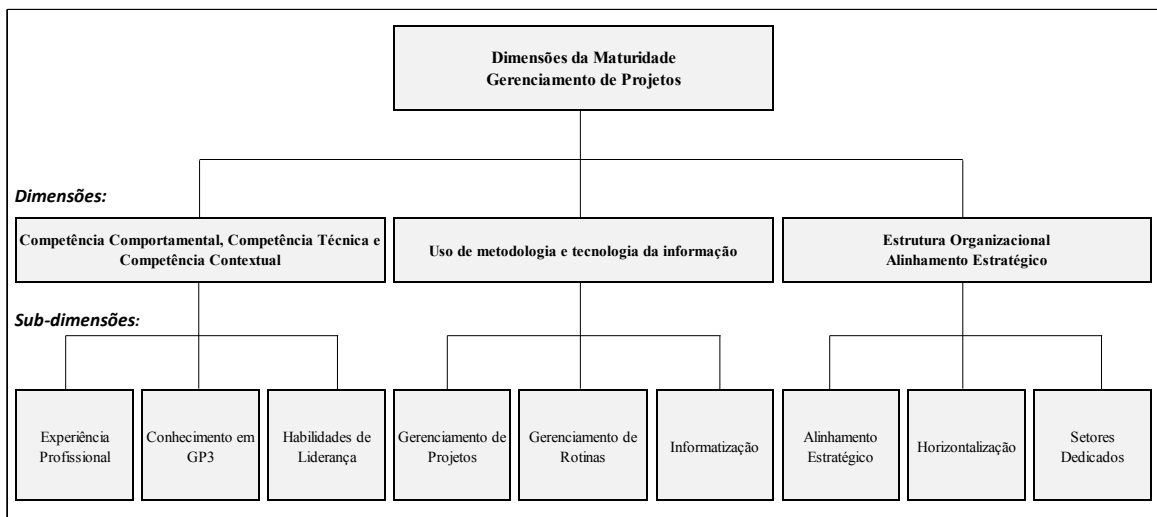 Dimensões da Maturidade
Gerenciamento de Projetos
Dimensões:
Competência Comportamental, Competência Técnica e
Competência Contextual
Uso de metodologia e tecnologia da informação
Estrutura Organizacional
Alinhamento Estratégico
Sub-dimensões:
Experiência
Profissional
Conhecimento em
GP3
Habilidades de
Liderança
Gerenciamento de
Projetos
Gerenciamento de
Rotinas
Informatização
Alinhamento
Estratégico
Horizontalização
Setores
Dedicados